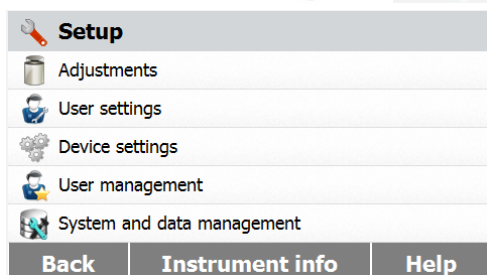 Setup
Adjustments
User settings
Device settings
User management
System and data management
Back Instrument info Help